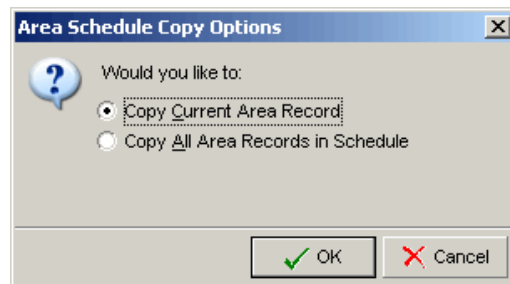 Area Schedule Copy Options
Would you like to:
Copy Current Area Record
Copy All Area Records in Schedule
OK Cancel